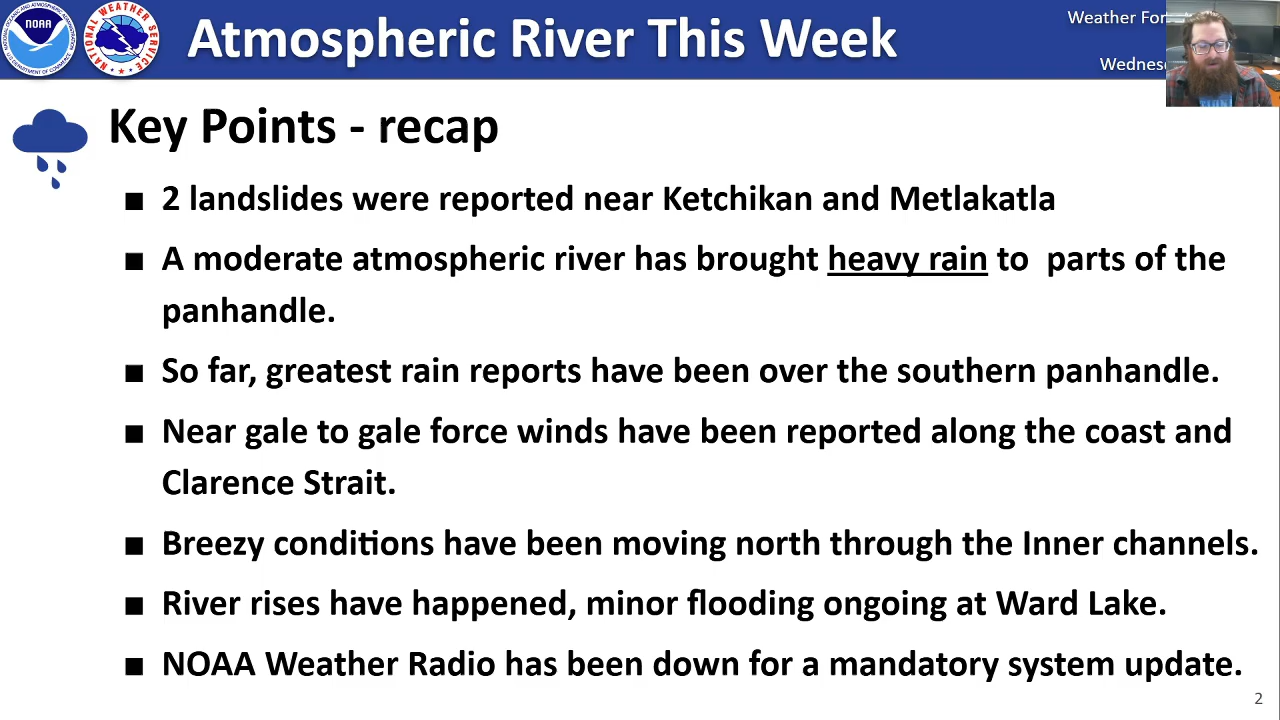 NOAA
NATIONAL WEATHER SERVICE
Atmospheric River This Week
Weather
Key Points - recap
■ 2 landslides were reported near Ketchikan and Metlakatla
■ A moderate atmospheric river has brought heavy rain to parts of the
panhandle.
■ So far, greatest rain reports have been over the southern panhandle.
■ Near gale to gale force winds have been reported along the coast and
Clarence Strait.
■ Breezy conditions have been moving north through the Inner channels.
■ River rises have happened, minor flooding ongoing at Ward Lake.
■ NOAA Weather Radio has been down for a mandatory system update.
2